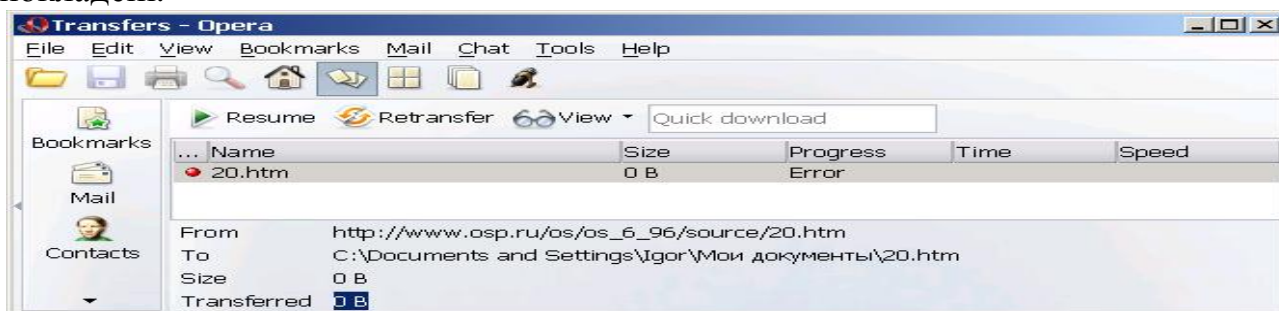 Transfers - Opera
File Edit View Bookmarks Mail Chat Tools Help
Resume Retransfer View Quick download
Bookmarks
... Name Size Progress Time Speed
20.htm 0 B Error
Mail
From http://www.osp.ru/os/os_6_96/source/20.htm
Contacts
To C:\Documents and Settings\Igor\Мои документы\20.htm
Size 0 B
Transferred 0 B